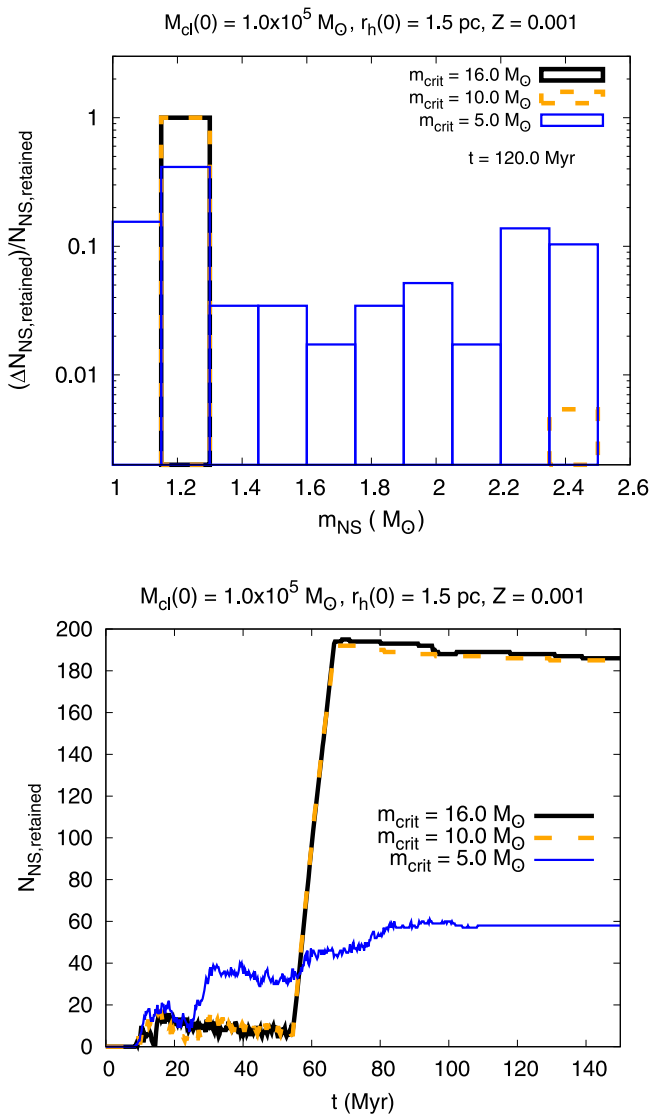 M_cl(0) = 1.0x10^5 M_⊙, r_h(0) = 1.5 pc, Z = 0.001
m_crit = 16.0 M_⊙
m_crit = 10.0 M_⊙
m_crit = 5.0 M_⊙
t = 120.0 Myr
1
0.1
0.01
(ΔN_NS,retained)/N_NS,retained
1 1.2 1.4 1.6 1.8 2 2.2 2.4 2.6
m_NS ( M_⊙)
M_cl(0) = 1.0x10^5 M_⊙, r_h(0) = 1.5 pc, Z = 0.001
200
180
160
140
120
100
80
60
40
20
0
N_NS,retained
m_crit = 16.0 M_⊙
m_crit = 10.0 M_⊙
m_crit = 5.0 M_⊙
0 20 40 60 80 100 120 140
t (Myr)